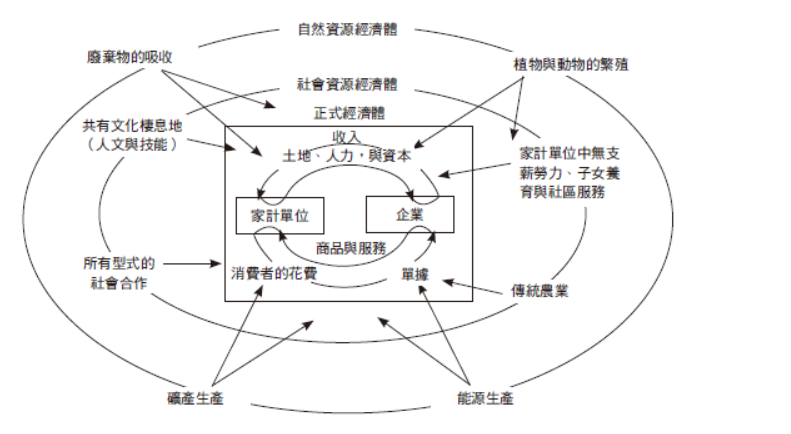 自然資源經濟體
廢棄物的吸收
植物與動物的繁殖
社會資源經濟體
正式經濟體
共有文化棲息地
（人文與技能）
收入
土地、人力，與資本
家計單位中無支
薪勞力、子女養
育與社區服務
家計單位
企業
商品與服務
所有型式的
社會合作
消費者的花費
單據
傳統農業
礦產生產
能源生產